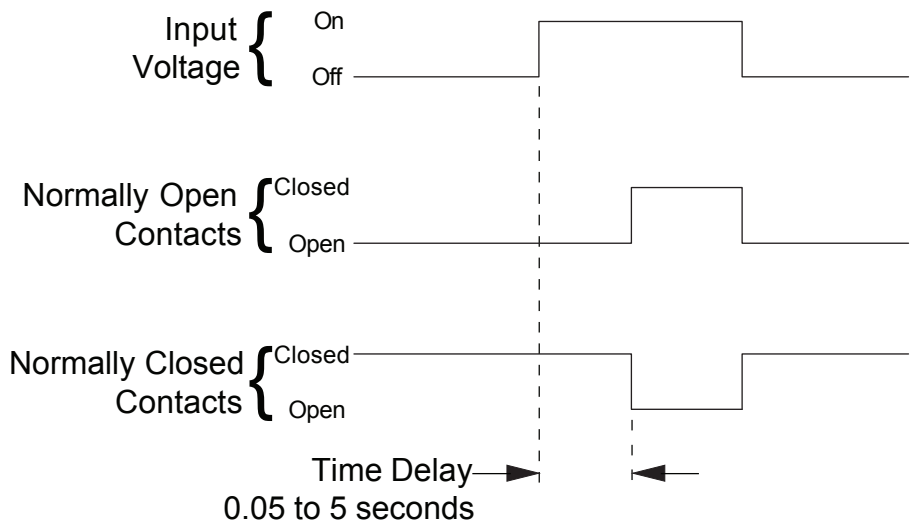 Input
Voltage
On
Off
Normally Open
Contacts
Closed
Open
Normally Closed
Contacts
Closed
Open
Time Delay
0.05 to 5 seconds